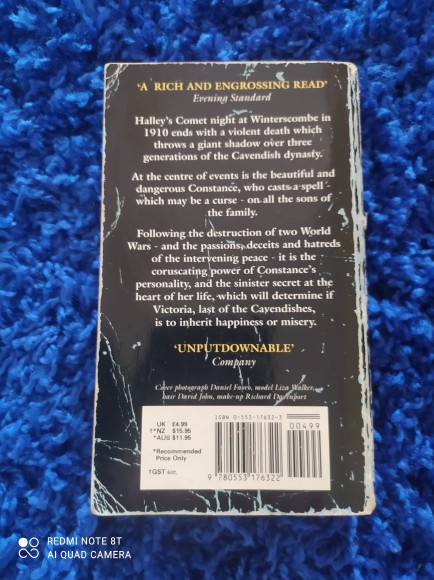 'A RICH AND ENGROSSING READ'
Evening Standard
Halley's Comet night at Winterscombe in
1910 ends with a violent death which
throws a giant shadow over three
generations of the Cavendish dynasty.
At the centre of events is the beautiful and
dangerous Constance, who casts a spell
which may be a curse - on all the sons of
the family.
Following the destruction of two World
Wars - and the passions, deceits and hatreds
of the intervening peace - it is the
coruscating power of Constance's
personality, and the sinister secret at the
heart of her life, which will determine if
Victoria, last of the Cavendishes,
is to inherit happiness or misery.
'UNPUTDOWNABLE'
Company
Cover photograph Daniel Favro, model Liza Walker,
hair David John, make-up Richard Davenport
UK £4.99
†*NZ $15.95
*AUS $11.95
*Recommended
Price Only
†GST incl.
ISBN 0-553-17632-3
00499
9 780553 176322
REDMI NOTE 8T
AI QUAD CAMERA